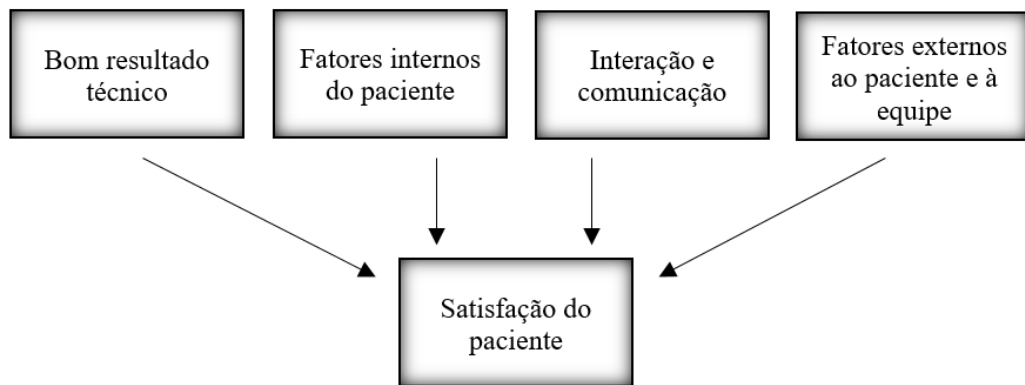 Bom resultado
técnico
Fatores internos
do paciente
Interação e
comunicação
Fatores externos
ao paciente e à
equipe
Satisfação do
paciente